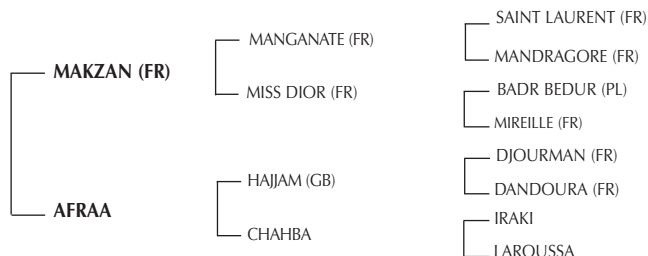 SAINT LAURENT (FR)
MANGANATE (FR)
MANDRAGORE (FR)
MAKZAN (FR)
MISS DIOR (FR)
BADR BEDUR (PL)
MIREILLE (FR)
DJOURMAN (FR)
HAJJAM (GB)
DANDOURA (FR)
AFRAA
IRAKI
CHAHBA
LAROUSSA